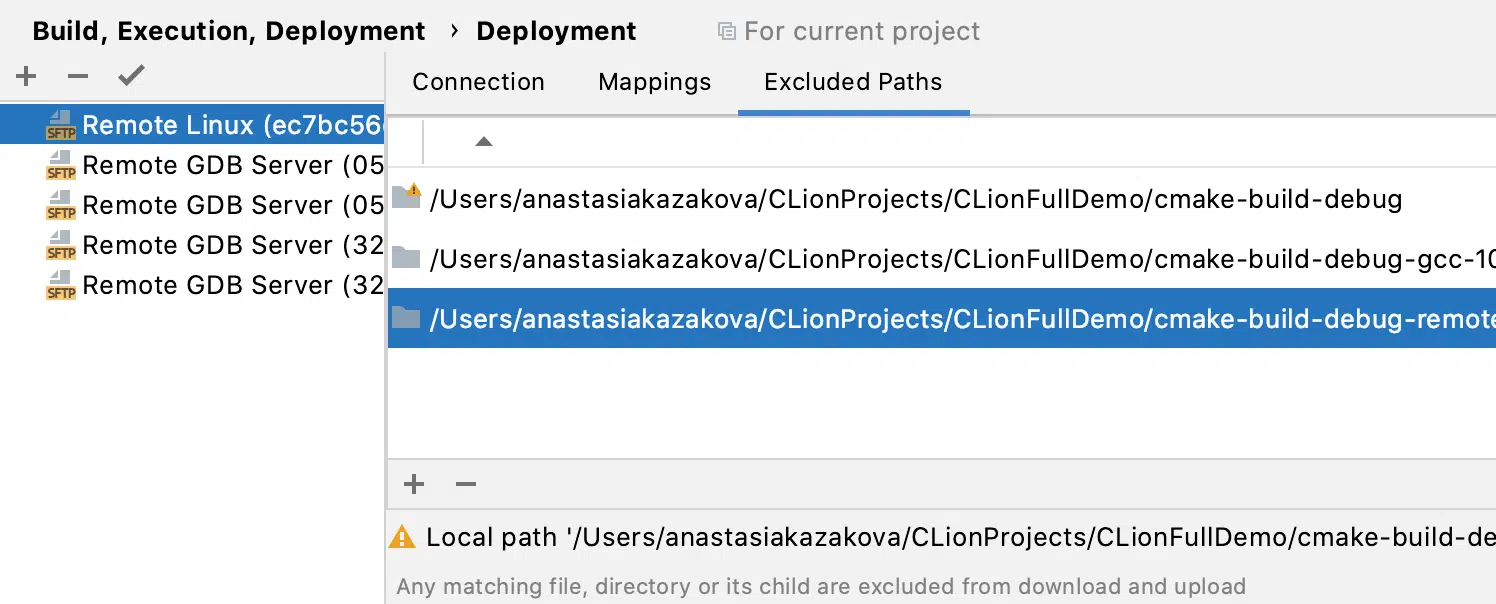 Build, Execution, Deployment › Deployment
For current project
Connection
Mappings
Excluded Paths
SFTP Remote Linux (ec7bc56
SFTP Remote GDB Server (05
SFTP Remote GDB Server (05
SFTP Remote GDB Server (32
SFTP Remote GDB Server (32
/Users/anastasiakazakova/CLionProjects/CLionFullDemo/cmake-build-debug
/Users/anastasiakazakova/CLionProjects/CLionFullDemo/cmake-build-debug-gcc-10
/Users/anastasiakazakova/CLionProjects/CLionFullDemo/cmake-build-debug-remote
Local path '/Users/anastasiakazakova/CLionProjects/CLionFullDemo/cmake-build-de
Any matching file, directory or its child are excluded from download and upload